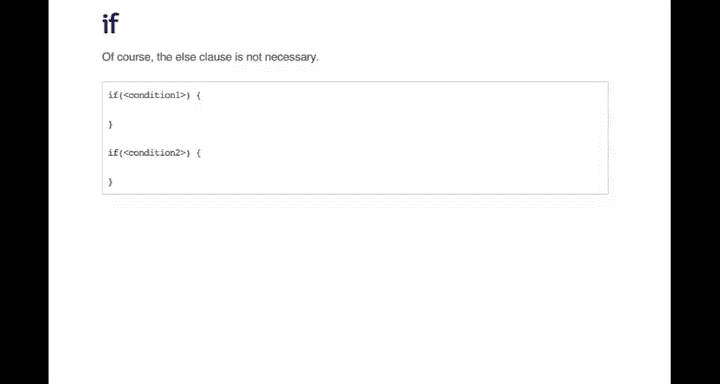 if
Of course, the else clause is not necessary.
if(<condition1>) {
}
if(<condition2>) {
}